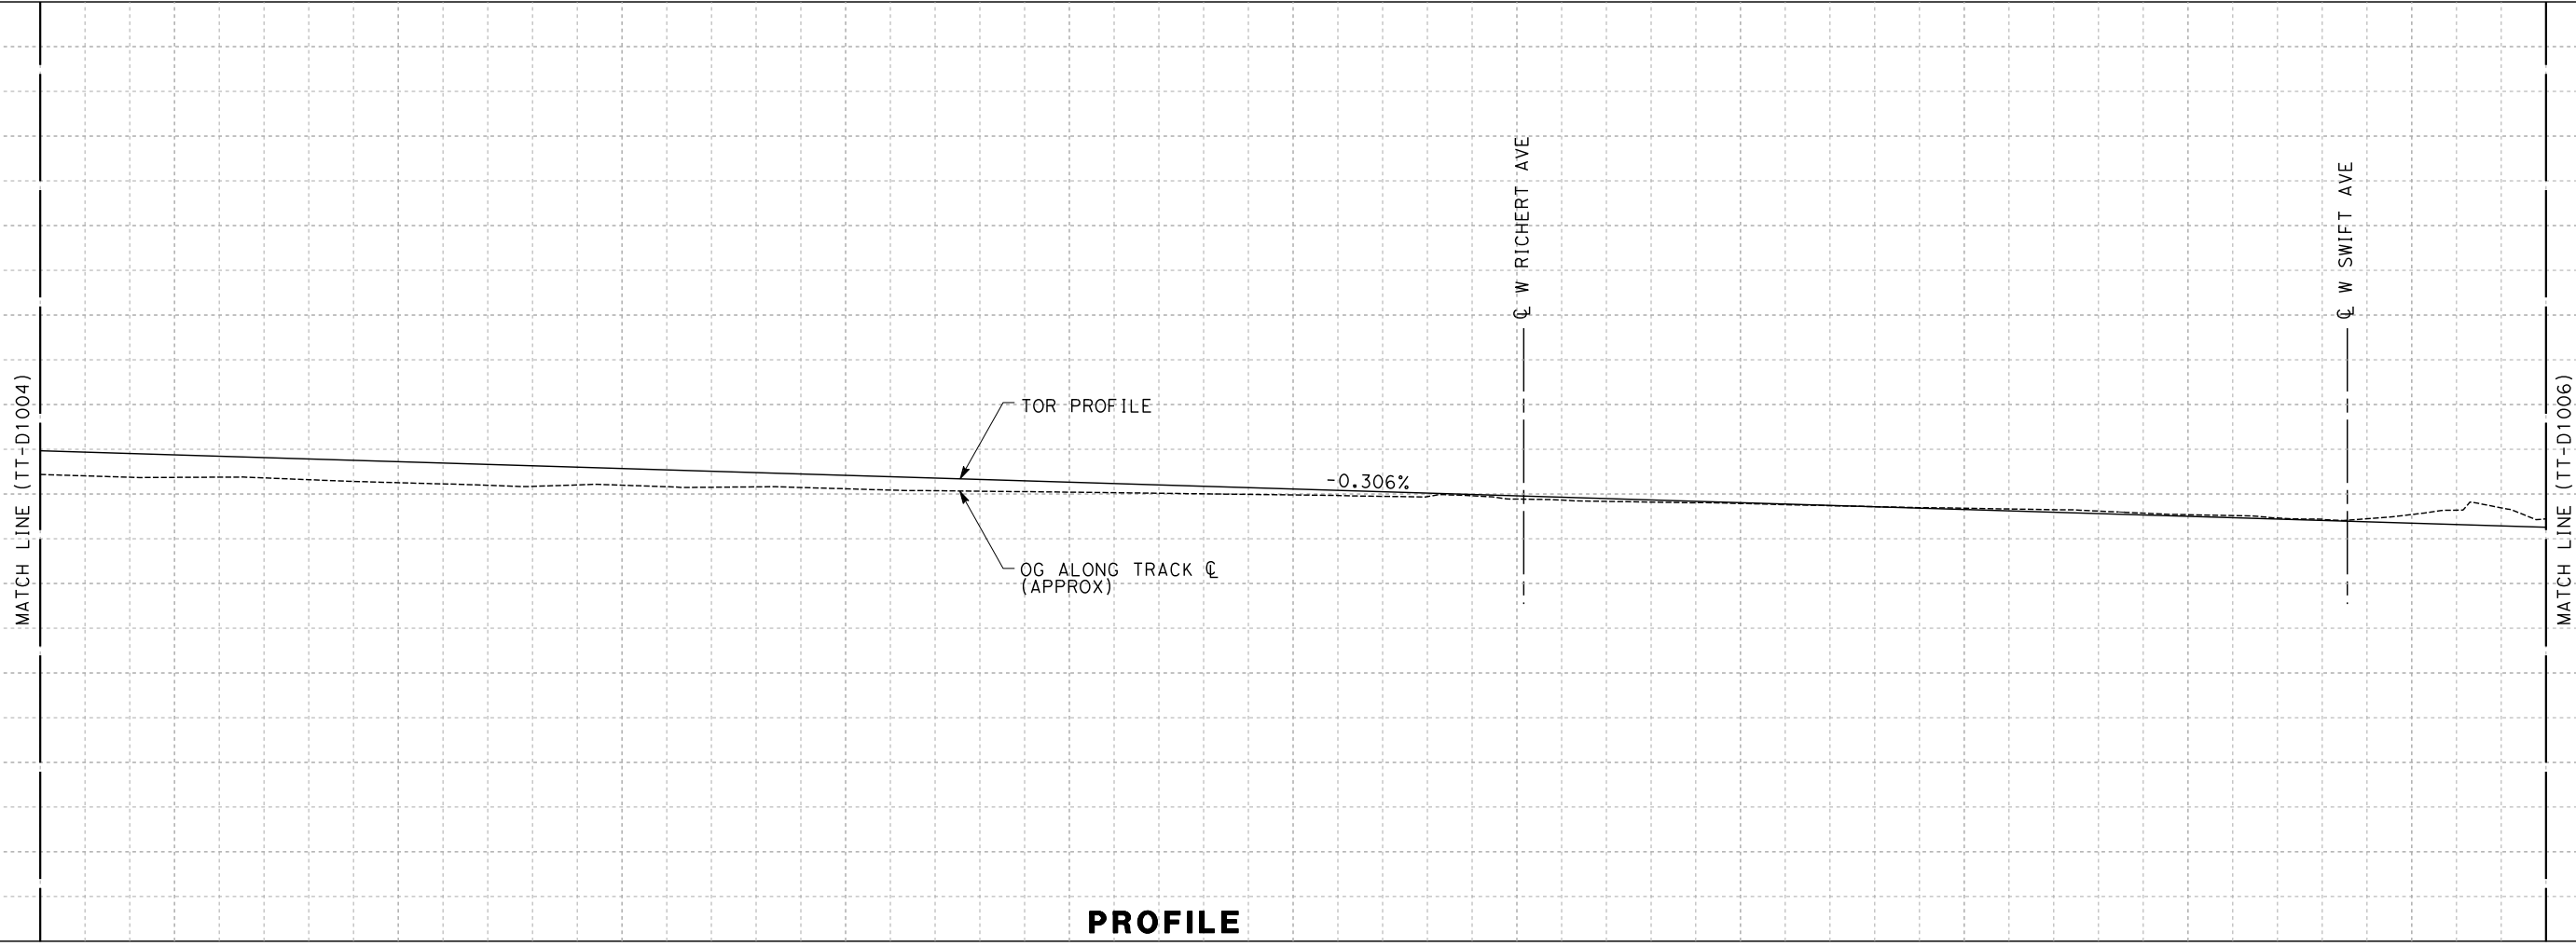 MATCH LINE (TT-D1004)
TOR PROFILE
OG ALONG TRACK ℄
(APPROX)
-0.306%
℄ W RICHERT AVE
℄ W SWIFT AVE
MATCH LINE (TT-D1006)
PROFILE